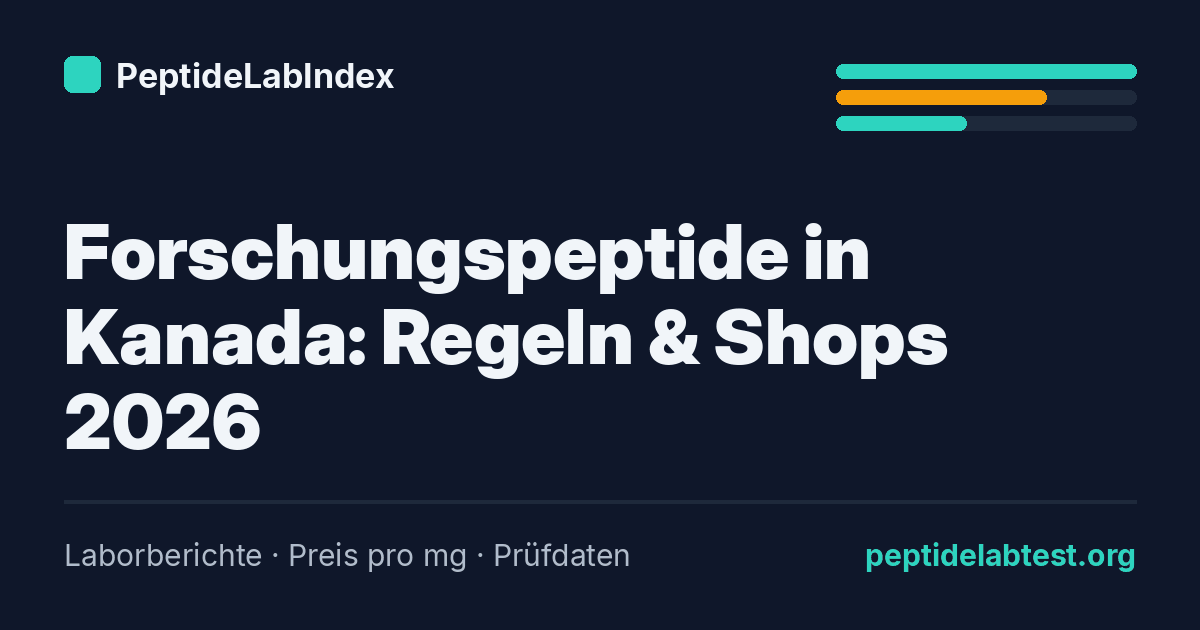 PeptideLabIndex
Forschungspeptide in
Kanada: Regeln & Shops
2026
Laborberichte · Preis pro mg · Prüfdaten
peptidelabtest.org